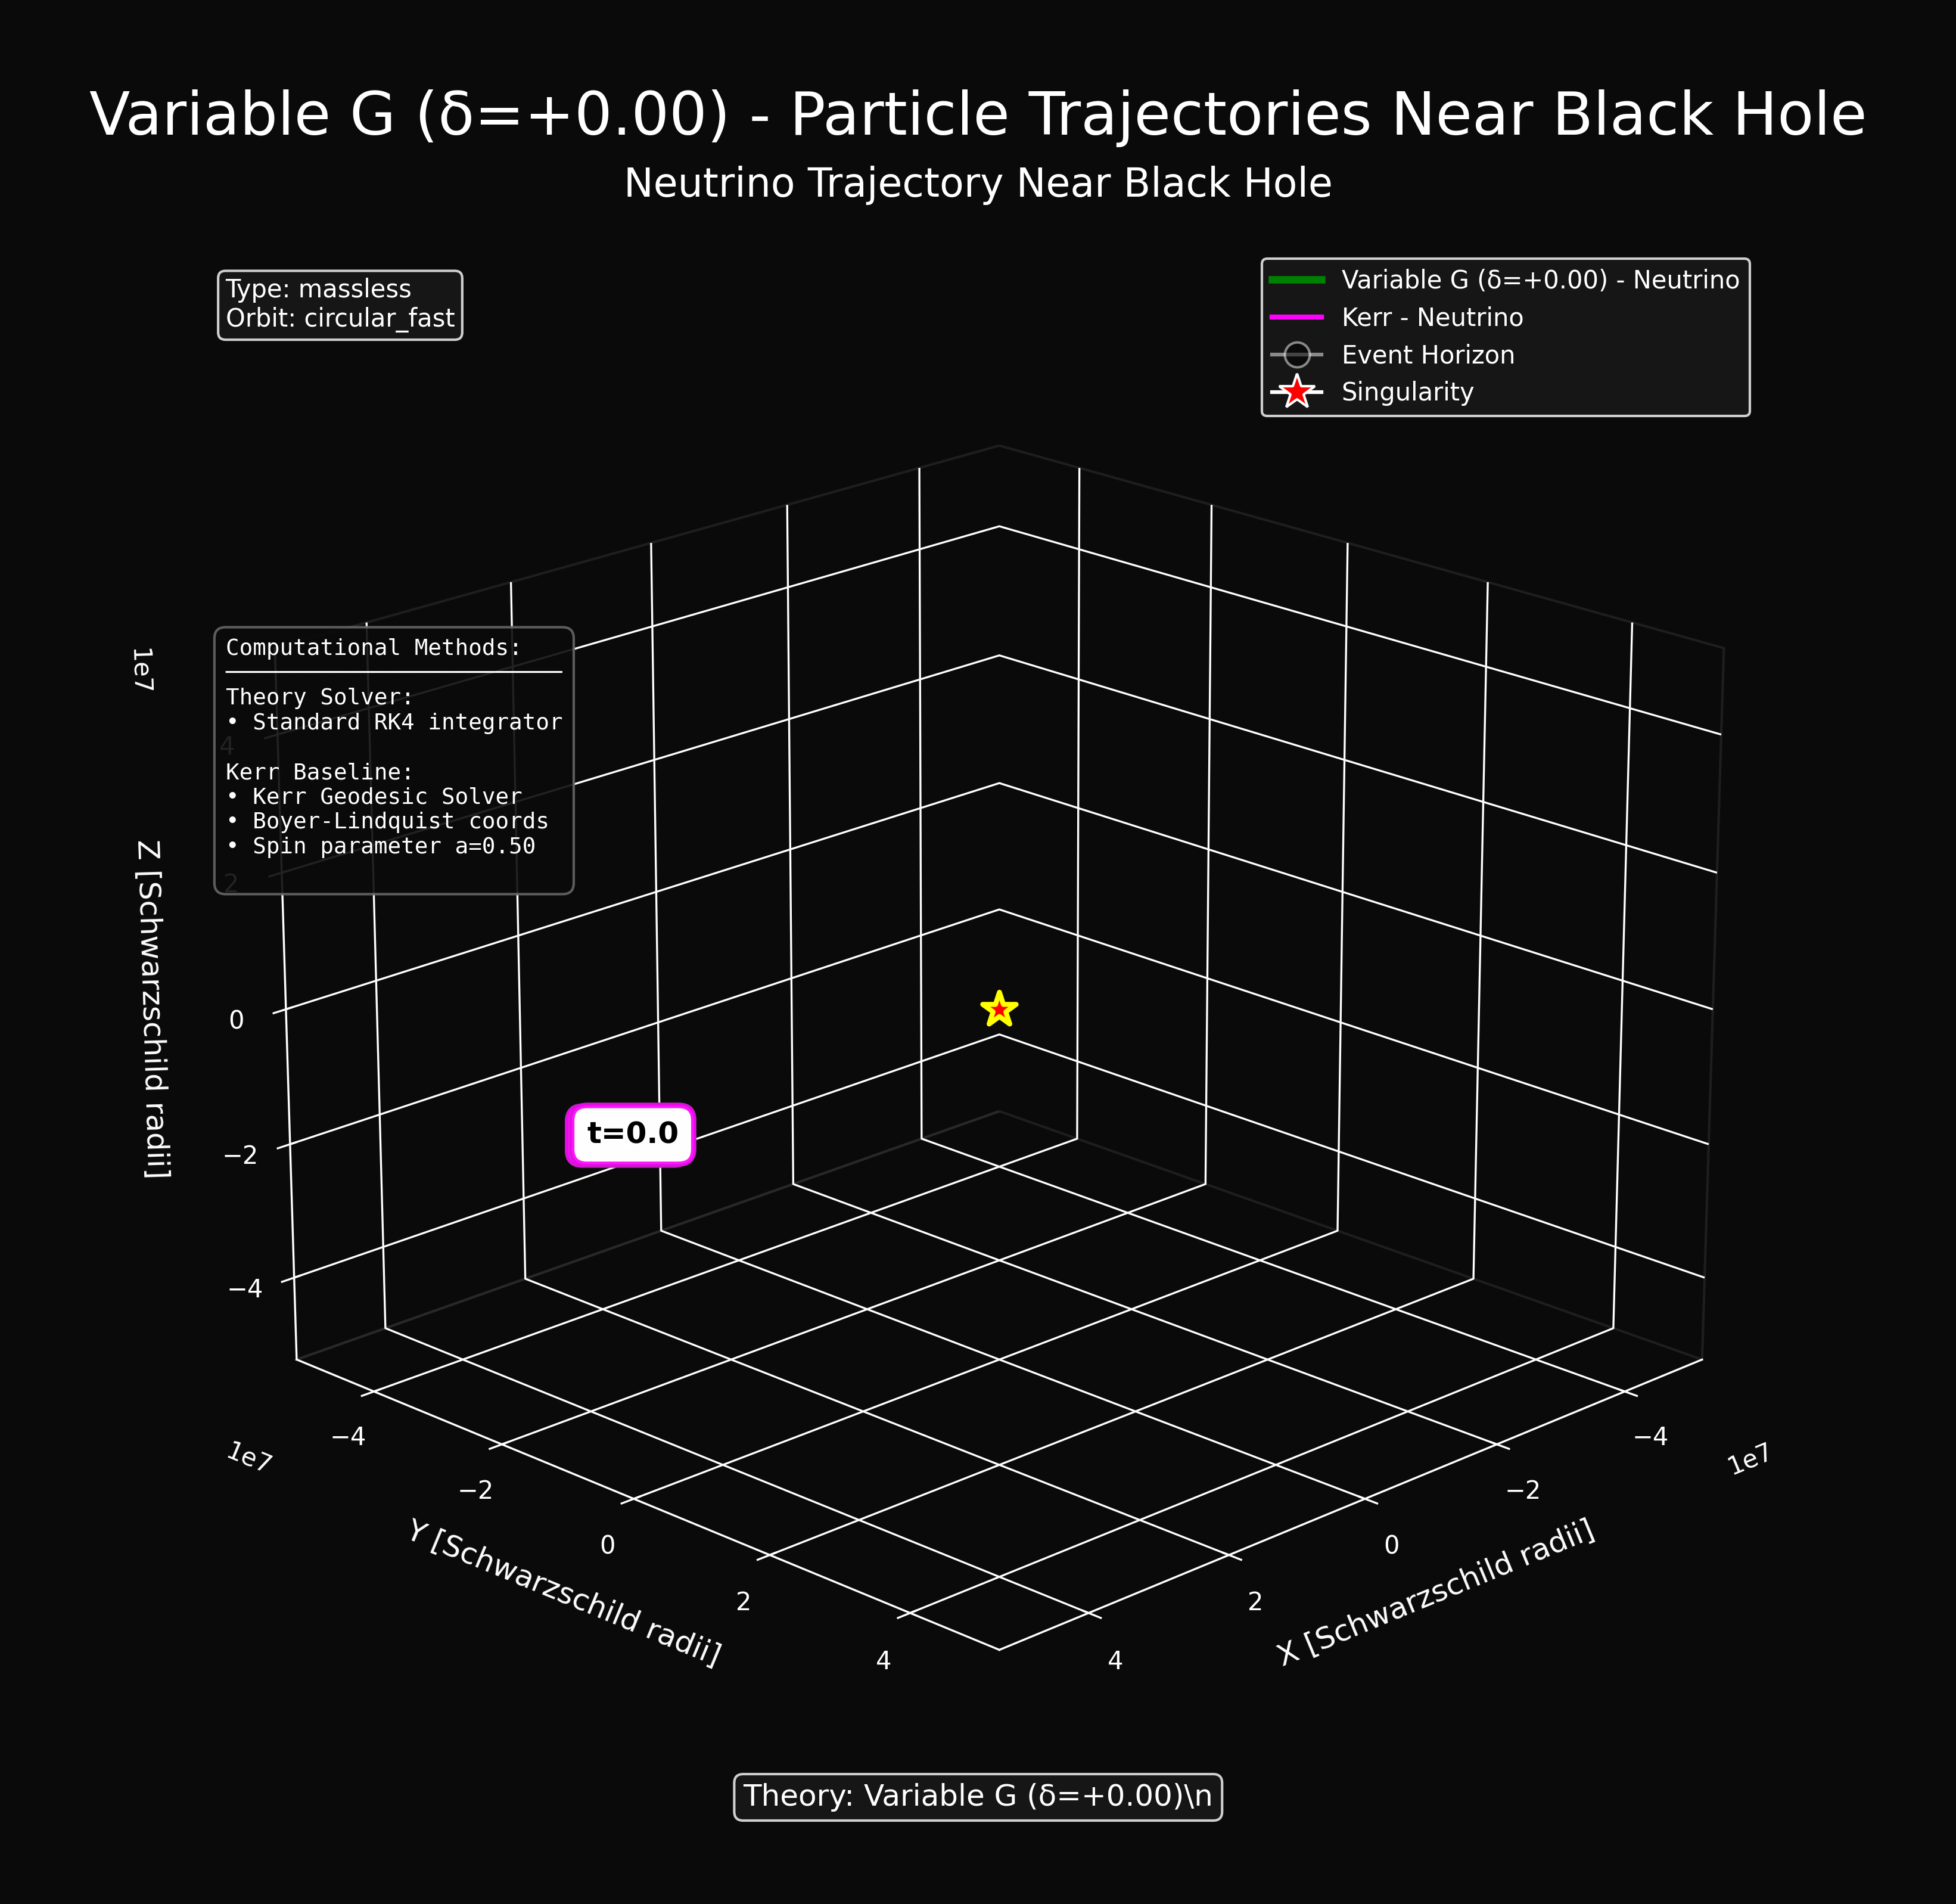 Variable G (δ=+0.00) - Particle Trajectories Near Black Hole
Neutrino Trajectory Near Black Hole
Type: massless
Orbit: circular_fast
Variable G (δ=+0.00) - Neutrino
Kerr - Neutrino
Event Horizon
Singularity
Computational Methods:
Theory Solver:
• Standard RK4 integrator
Kerr Baseline:
• Kerr Geodesic Solver
• Boyer-Lindquist coords
• Spin parameter a=0.50
1e7
4
2
0
−2
−4
Z [Schwarzschild radii]
t=0.0
1e7
−4
−2
0
2
4
Y [Schwarzschild radii]
4
2
0
−2
−4
1e7
X [Schwarzschild radii]
Theory: Variable G (δ=+0.00)\n